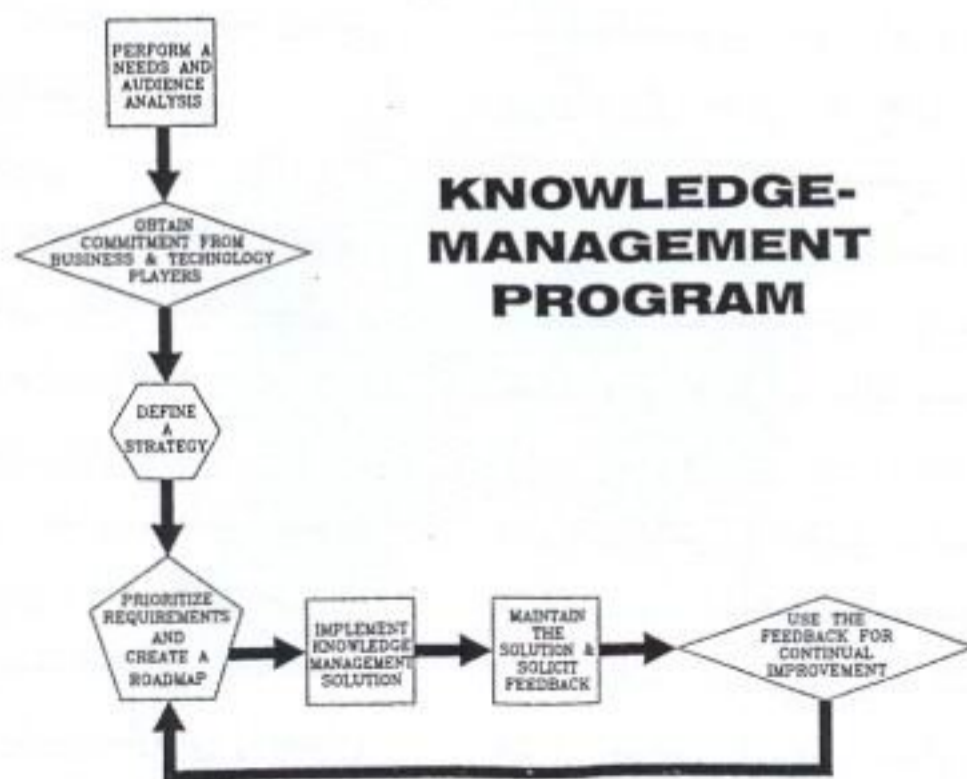 PERFORM A
NEEDS AND
AUDIENCE
ANALYSIS
KNOWLEDGE-
MANAGEMENT
PROGRAM
OBTAIN
COMMITMENT FROM
BUSINESS & TECHNOLOGY
PLAYERS
DEFINE
A
STRATEGY
PRIORITIZE
REQUIREMENTS
AND
CREATE A
ROADMAP
IMPLEMENT
KNOWLEDGE
MANAGEMENT
SOLUTION
MAINTAIN
THE
SOLUTION &
SOLICIT
FEEDBACK
USE THE
FEEDBACK FOR
CONTINUAL
IMPROVEMENT